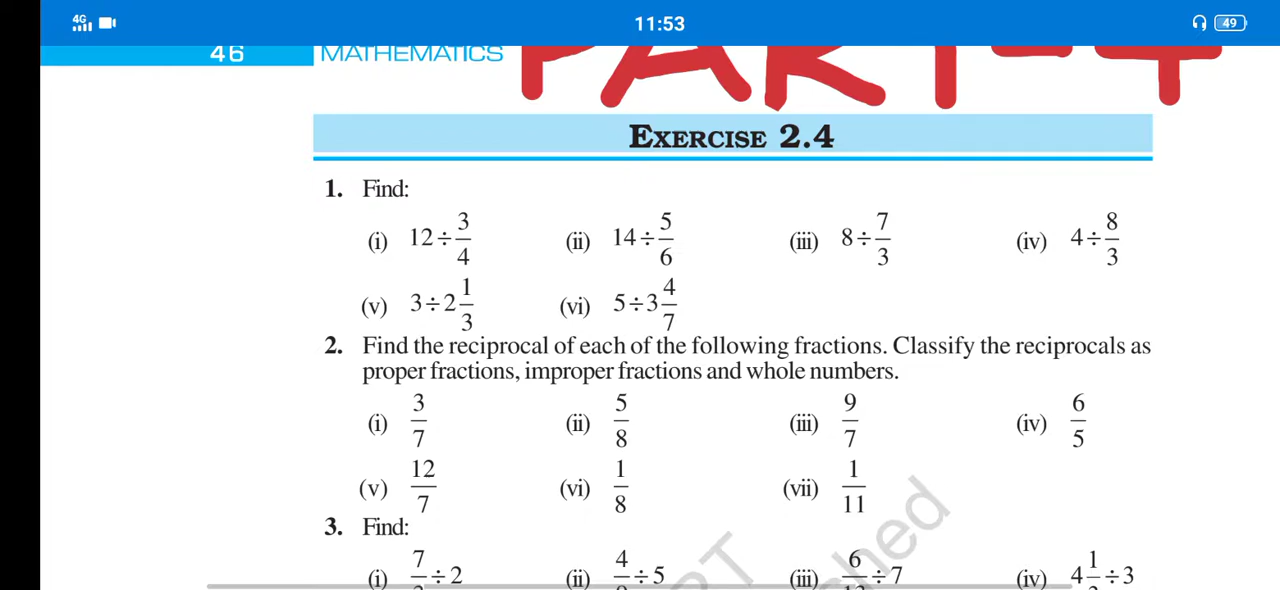 4G 11:53 49
46 MATHEMATICS PART-4
EXERCISE 2.4
1. Find:
(i) 12 ÷ 3/4 (ii) 14 ÷ 5/6 (iii) 8 ÷ 7/3 (iv) 4 ÷ 8/3
(v) 3 ÷ 2 1/3 (vi) 5 ÷ 3 4/7
2. Find the reciprocal of each of the following fractions. Classify the reciprocals as
proper fractions, improper fractions and whole numbers.
(i) 3/7 (ii) 5/8 (iii) 9/7 (iv) 6/5
(v) 12/7 (vi) 1/8 (vii) 1/11
3. Find:
(i) 7/ ÷ 2 (ii) 4/ ÷ 5 (iii) 6/ ÷ 7 (iv) 4 1/ ÷ 3